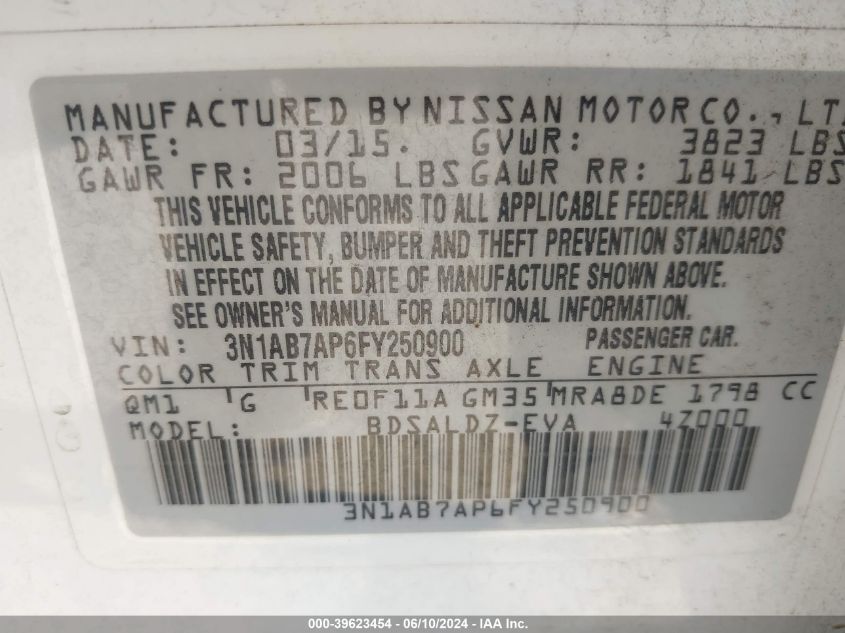 MANUFACTURED BY NISSAN MOTOR CO., LT
DATE: 03/15. GVWR: 3823 LBS
GAWR FR: 2006 LBS GAWR RR: 1841 LBS
THIS VEHICLE CONFORMS TO ALL APPLICABLE FEDERAL MOTOR
VEHICLE SAFETY, BUMPER AND THEFT PREVENTION STANDARDS
IN EFFECT ON THE DATE OF MANUFACTURE SHOWN ABOVE.
SEE OWNER'S MANUAL FOR ADDITIONAL INFORMATION.
VIN: 3N1AB7AP6FY250900 PASSENGER CAR.
COLOR TRIM TRANS AXLE ENGINE
QM1 G RE0F11A GM35 MRA8DE 1798 CC
MODEL: BDSALDZ-EVA 4Z000
3N1AB7AP6FY250900
000-39623454 - 06/10/2024 - IAA Inc.